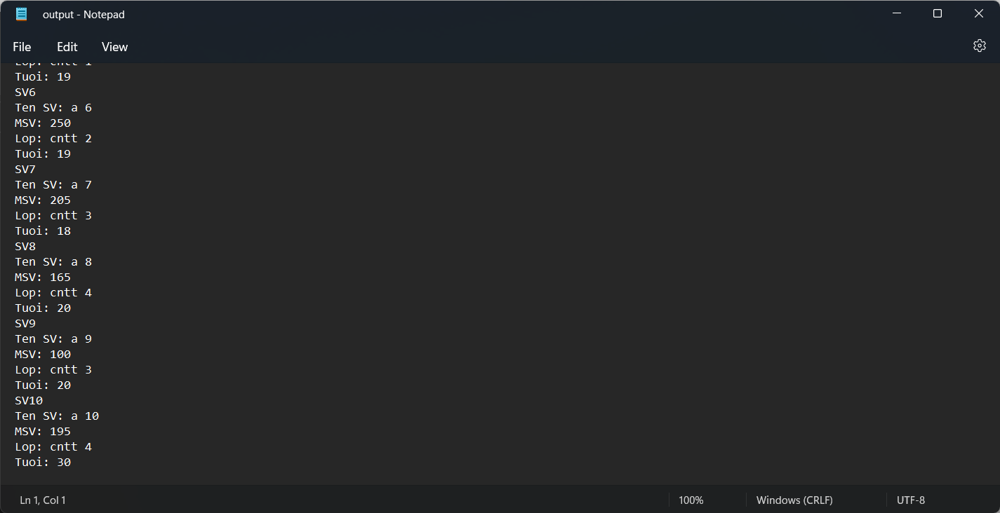 output - Notepad
File Edit View
Lop: cntt 1
Tuoi: 19
SV6
Ten SV: a 6
MSV: 250
Lop: cntt 2
Tuoi: 19
SV7
Ten SV: a 7
MSV: 205
Lop: cntt 3
Tuoi: 18
SV8
Ten SV: a 8
MSV: 165
Lop: cntt 4
Tuoi: 20
SV9
Ten SV: a 9
MSV: 100
Lop: cntt 3
Tuoi: 20
SV10
Ten SV: a 10
MSV: 195
Lop: cntt 4
Tuoi: 30
Ln 1, Col 1 100% Windows (CRLF) UTF-8